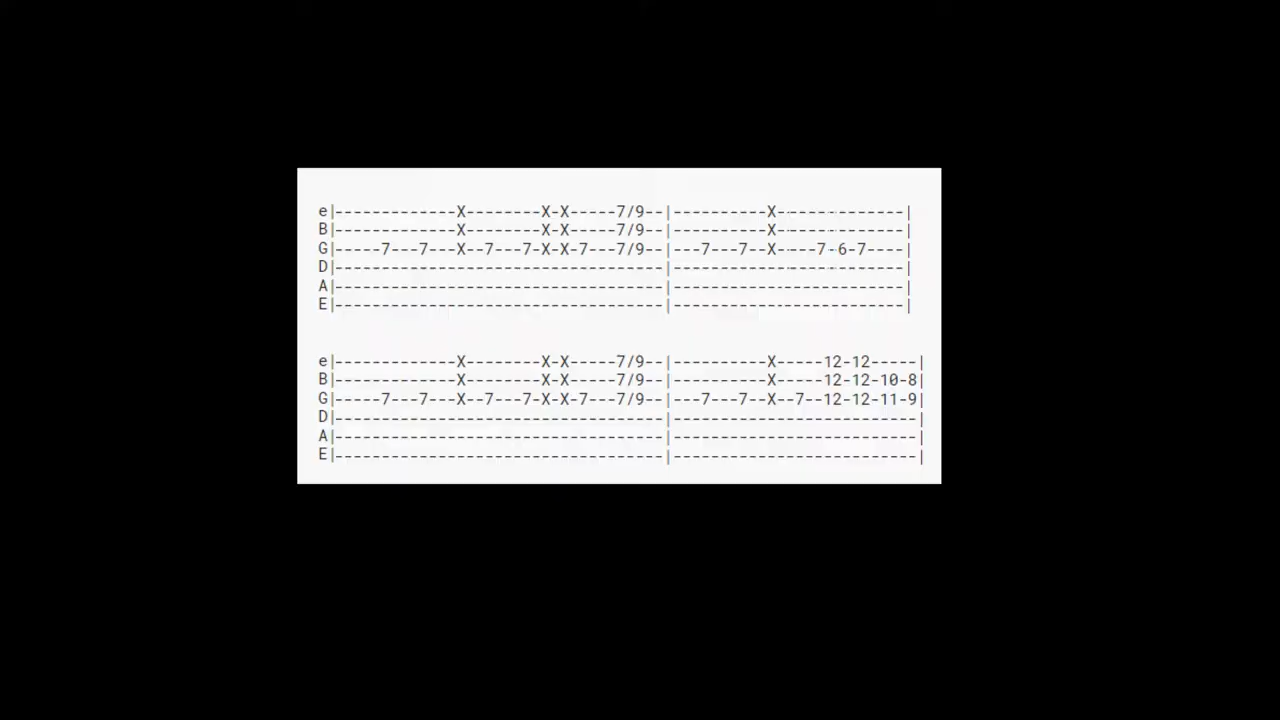 e|-------------X--------X-X-----7/9--|----------X-------------|
B|-------------X--------X-X-----7/9--|----------X-------------|
G|-----7---7---X--7---7-X-X-7---7/9--|---7---7--X----7-6-7----|
D|-----------------------------------|------------------------|
A|-----------------------------------|------------------------|
E|-----------------------------------|------------------------|
e|-------------X--------X-X-----7/9--|----------X-----12-12-----|
B|-------------X--------X-X-----7/9--|----------X-----12-12-10-8|
G|-----7---7---X--7---7-X-X-7---7/9--|---7---7--X--7--12-12-11-9|
D|-----------------------------------|--------------------------|
A|-----------------------------------|--------------------------|
E|-----------------------------------|--------------------------|